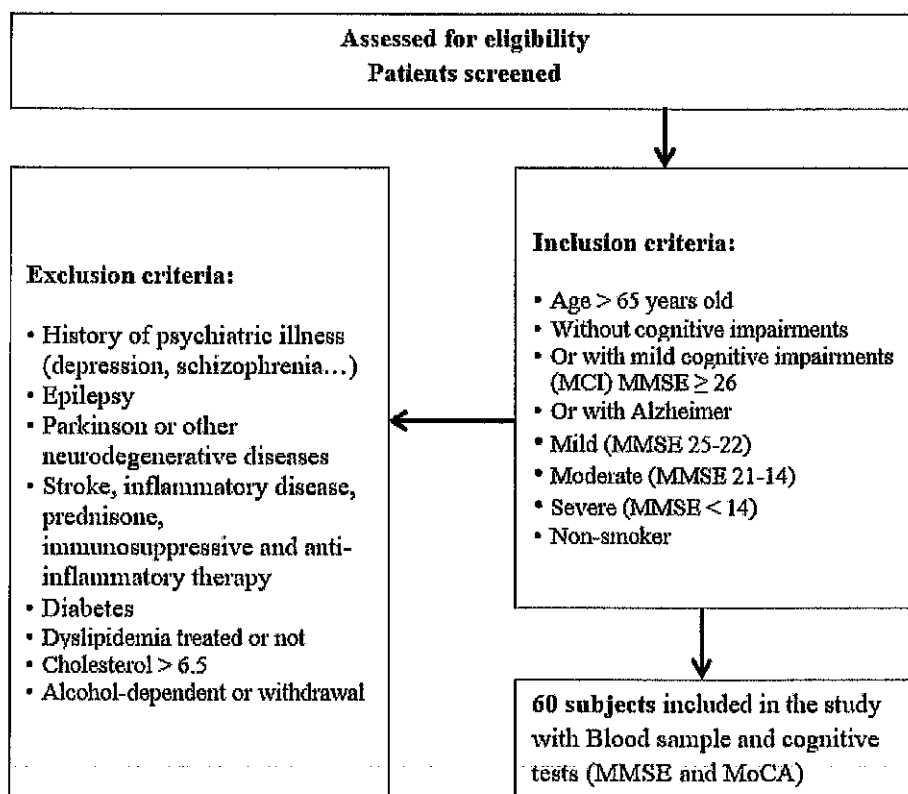 Assessed for eligibility
Patients screened
Exclusion criteria:
• History of psychiatric illness
(depression, schizophrenia...)
• Epilepsy
• Parkinson or other
neurodegenerative diseases
• Stroke, inflammatory disease,
prednisone,
immunosuppressive and anti-
inflammatory therapy
• Diabetes
• Dyslipidemia treated or not
• Cholesterol > 6.5
• Alcohol-dependent or withdrawal
Inclusion criteria:
• Age > 65 years old
• Without cognitive impairments
• Or with mild cognitive impairments
(MCI) MMSE ≥ 26
• Or with Alzheimer
• Mild (MMSE 25-22)
• Moderate (MMSE 21-14)
• Severe (MMSE < 14)
• Non-smoker
60 subjects included in the study
with Blood sample and cognitive
tests (MMSE and MoCA)